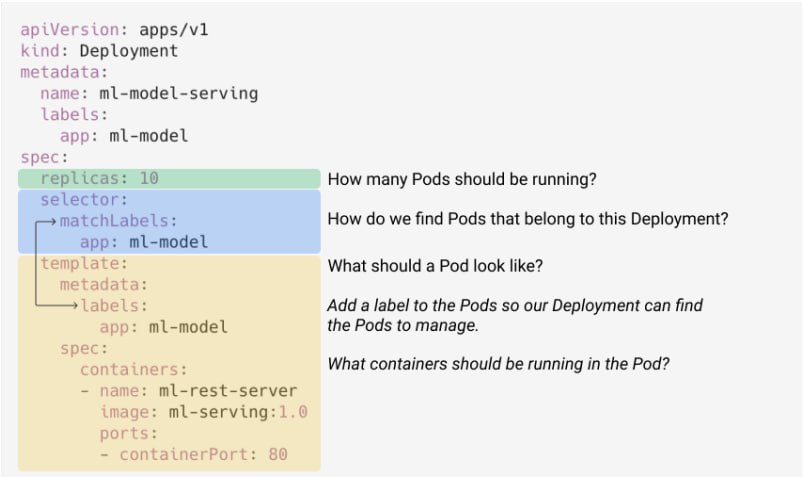 apiVersion: apps/v1
kind: Deployment
metadata:
  name: ml-model-serving
  labels:
    app: ml-model
spec:
  replicas: 10
How many Pods should be running?
  selector:
    matchLabels:
      app: ml-model
How do we find Pods that belong to this Deployment?
  template:
    metadata:
      labels:
        app: ml-model
    spec:
      containers:
      - name: ml-rest-server
        image: ml-serving:1.0
        ports:
        - containerPort: 80
What should a Pod look like?
Add a label to the Pods so our Deployment can find
the Pods to manage.
What containers should be running in the Pod?